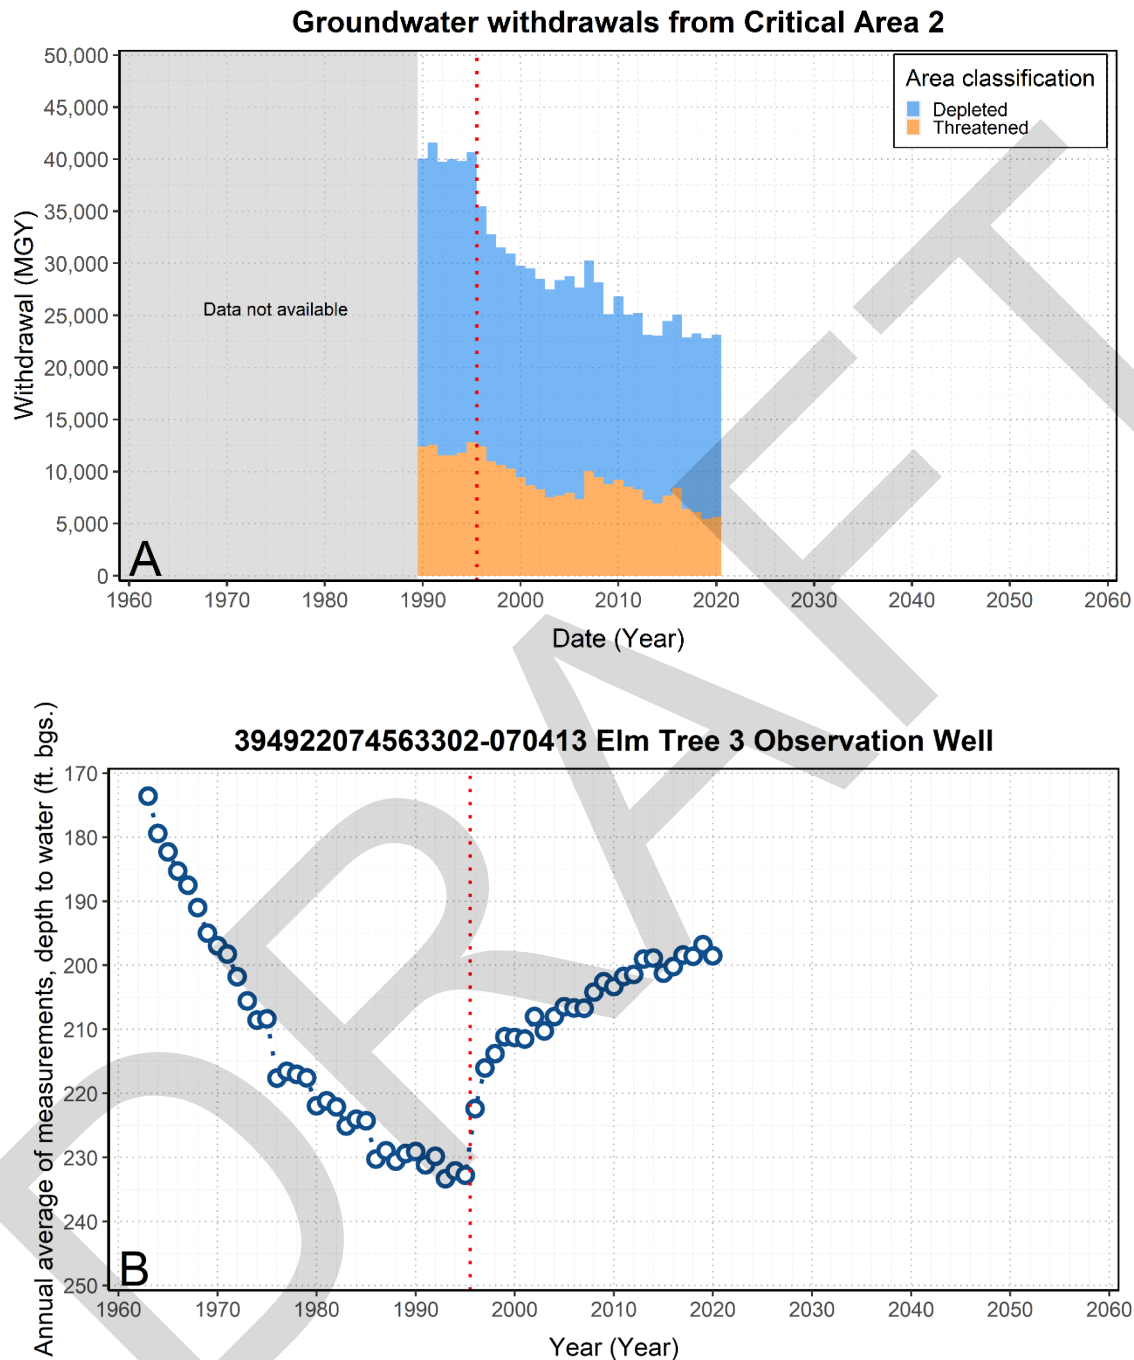 Groundwater withdrawals from Critical Area 2
Withdrawal (MGY)
50,000
45,000
40,000
35,000
30,000
25,000
20,000
15,000
10,000
5,000
0
Area classification
Depleted
Threatened
Data not available
A
1960 1970 1980 1990 2000 2010 2020 2030 2040 2050 2060
Date (Year)
394922074563302-070413 Elm Tree 3 Observation Well
Annual average of measurements, depth to water (ft. bgs.)
170
180
190
200
210
220
230
240
250
B
1960 1970 1980 1990 2000 2010 2020 2030 2040 2050 2060
Year (Year)
DRAFT